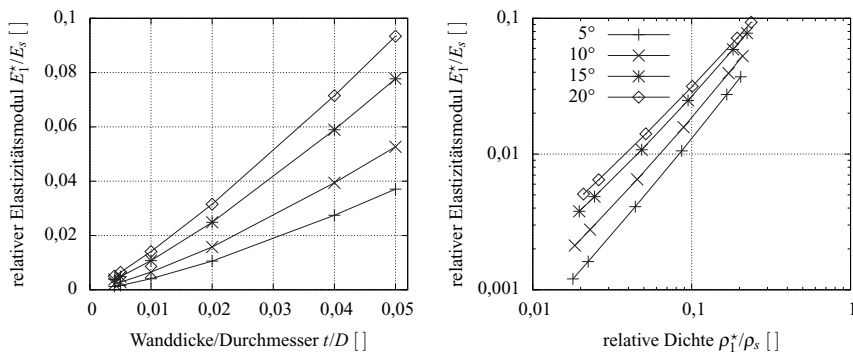 relativer Elastizitätsmodul E₁*/Eₛ [ ]
0,1
0,08
0,06
0,04
0,02
0
0 0,01 0,02 0,03 0,04 0,05
Wanddicke/Durchmesser t/D [ ]
relativer Elastizitätsmodul E₁*/Eₛ [ ]
0,1
0,01
0,001
5°
10°
15°
20°
0,01 0,1 1
relative Dichte ρ₁*/ρₛ [ ]